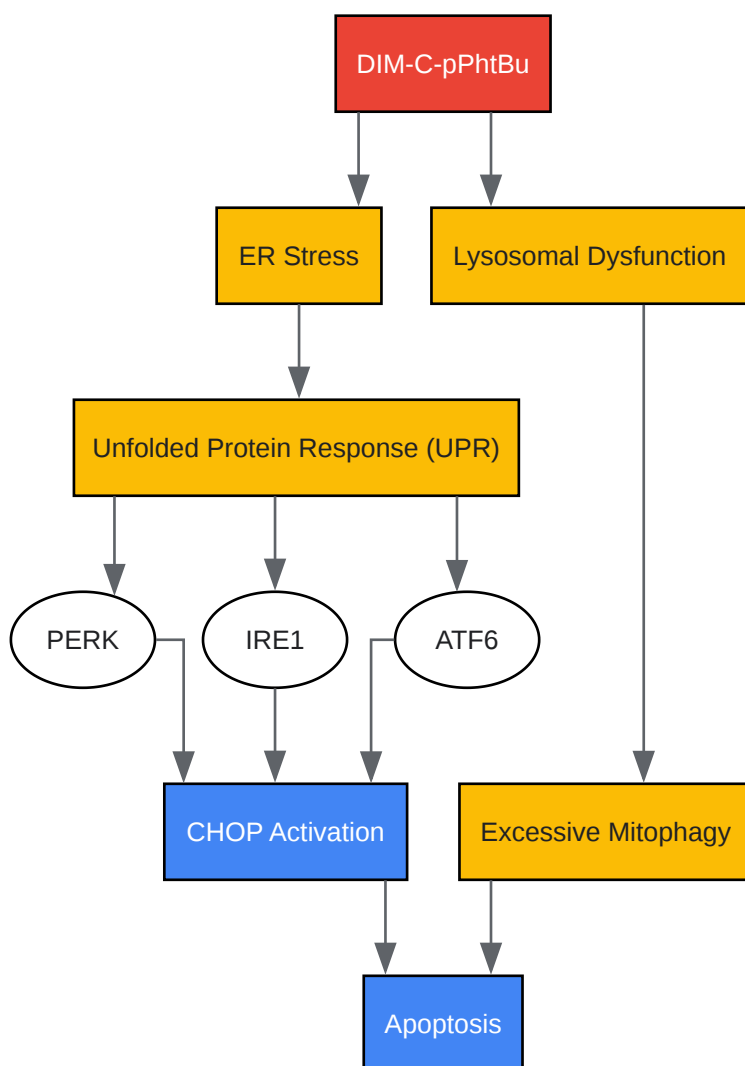 DIM-C-pPhtBu
ER Stress
Lysosomal Dysfunction
Unfolded Protein Response (UPR)
PERK
IRE1
ATF6
CHOP Activation
Excessive Mitophagy
Apoptosis